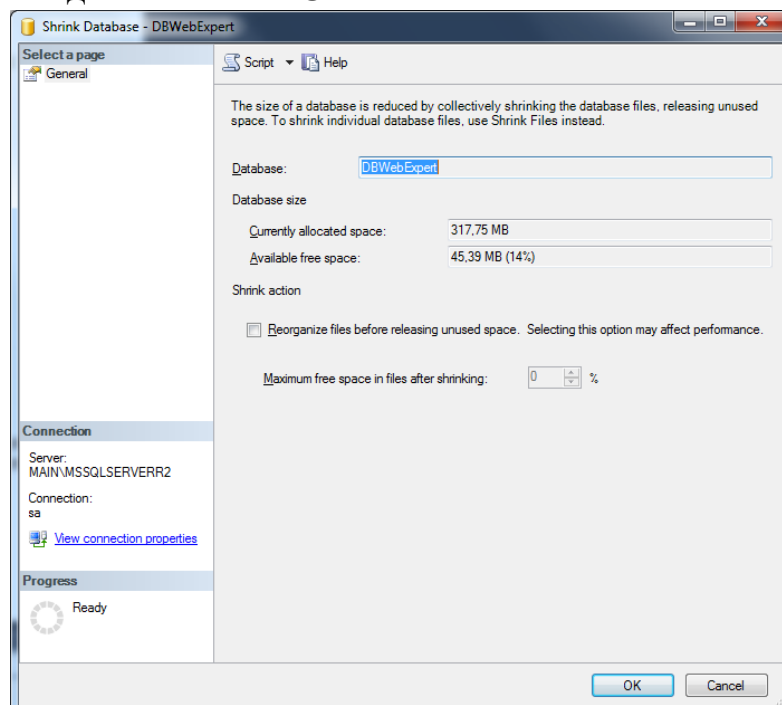 Shrink Database - DBWebExpert
Select a page
General
Script
Help
The size of a database is reduced by collectively shrinking the database files, releasing unused
space. To shrink individual database files, use Shrink Files instead.
Database:
DBWebExpert
Database size
Currently allocated space:
317,75 MB
Available free space:
45,39 MB (14%)
Shrink action
Reorganize files before releasing unused space. Selecting this option may affect performance.
Maximum free space in files after shrinking:
0
%
Connection
Server:
MAIN\MSSQLSERVERR2
Connection:
sa
View connection properties
Progress
Ready
OK
Cancel